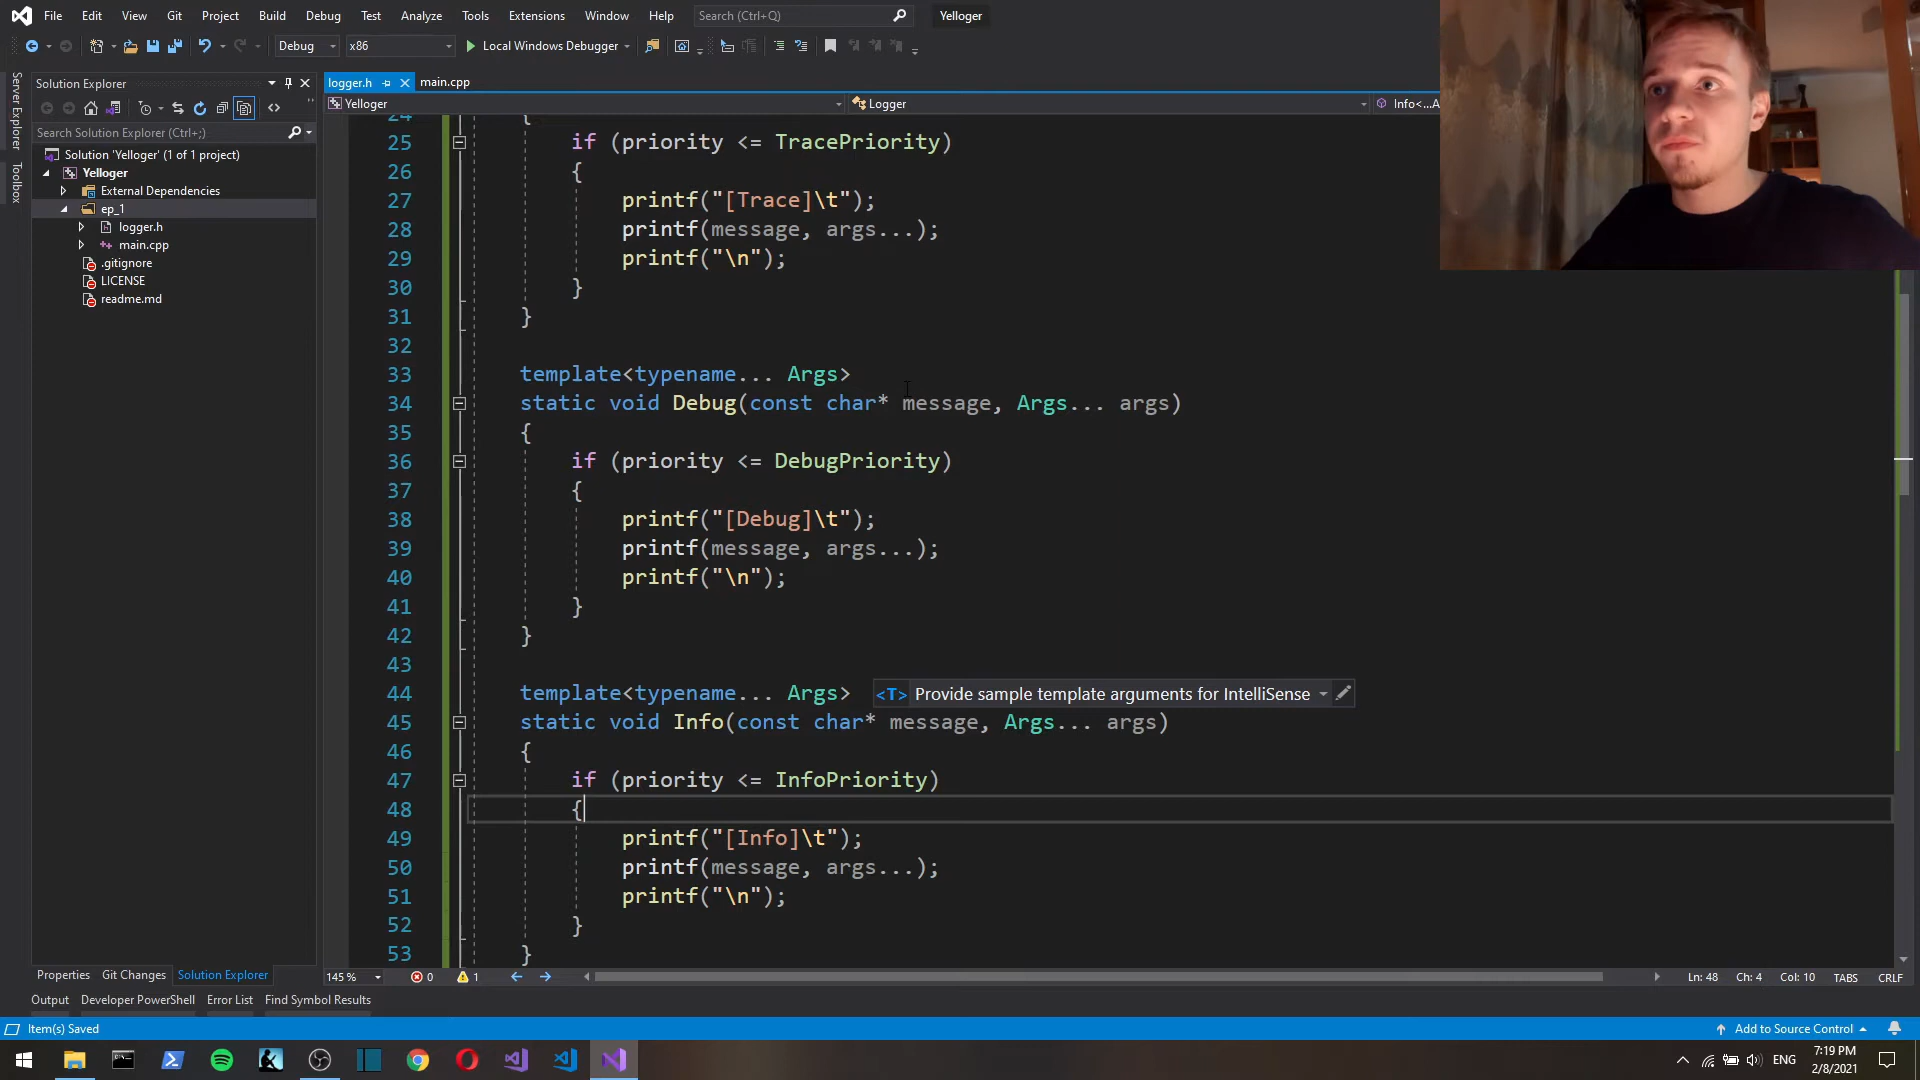 File Edit View Git Project Build Debug Test Analyze Tools Extensions Window Help Search (Ctrl+Q) Yelloger
Debug x86 Local Windows Debugger
Server Explorer
Toolbox
Solution Explorer
Search Solution Explorer (Ctrl+;)
Solution 'Yelloger' (1 of 1 project)
Yelloger
External Dependencies
ep_1
logger.h
main.cpp
.gitignore
LICENSE
readme.md
Properties Git Changes Solution Explorer
logger.h main.cpp
Yelloger Logger Info<...A
24 {
25 if (priority <= TracePriority)
26 {
27 printf("[Trace]\t");
28 printf(message, args...);
29 printf("\n");
30 }
31 }
32
33 template<typename... Args>
34 static void Debug(const char* message, Args... args)
35 {
36 if (priority <= DebugPriority)
37 {
38 printf("[Debug]\t");
39 printf(message, args...);
40 printf("\n");
41 }
42 }
43
44 template<typename... Args> <T> Provide sample template arguments for IntelliSense
45 static void Info(const char* message, Args... args)
46 {
47 if (priority <= InfoPriority)
48 {
49 printf("[Info]\t");
50 printf(message, args...);
51 printf("\n");
52 }
53 }
145 % 0 1 Ln: 48 Ch: 4 Col: 10 TABS CRLF
Output Developer PowerShell Error List Find Symbol Results
Item(s) Saved Add to Source Control
ENG 7:19 PM
2/8/2021